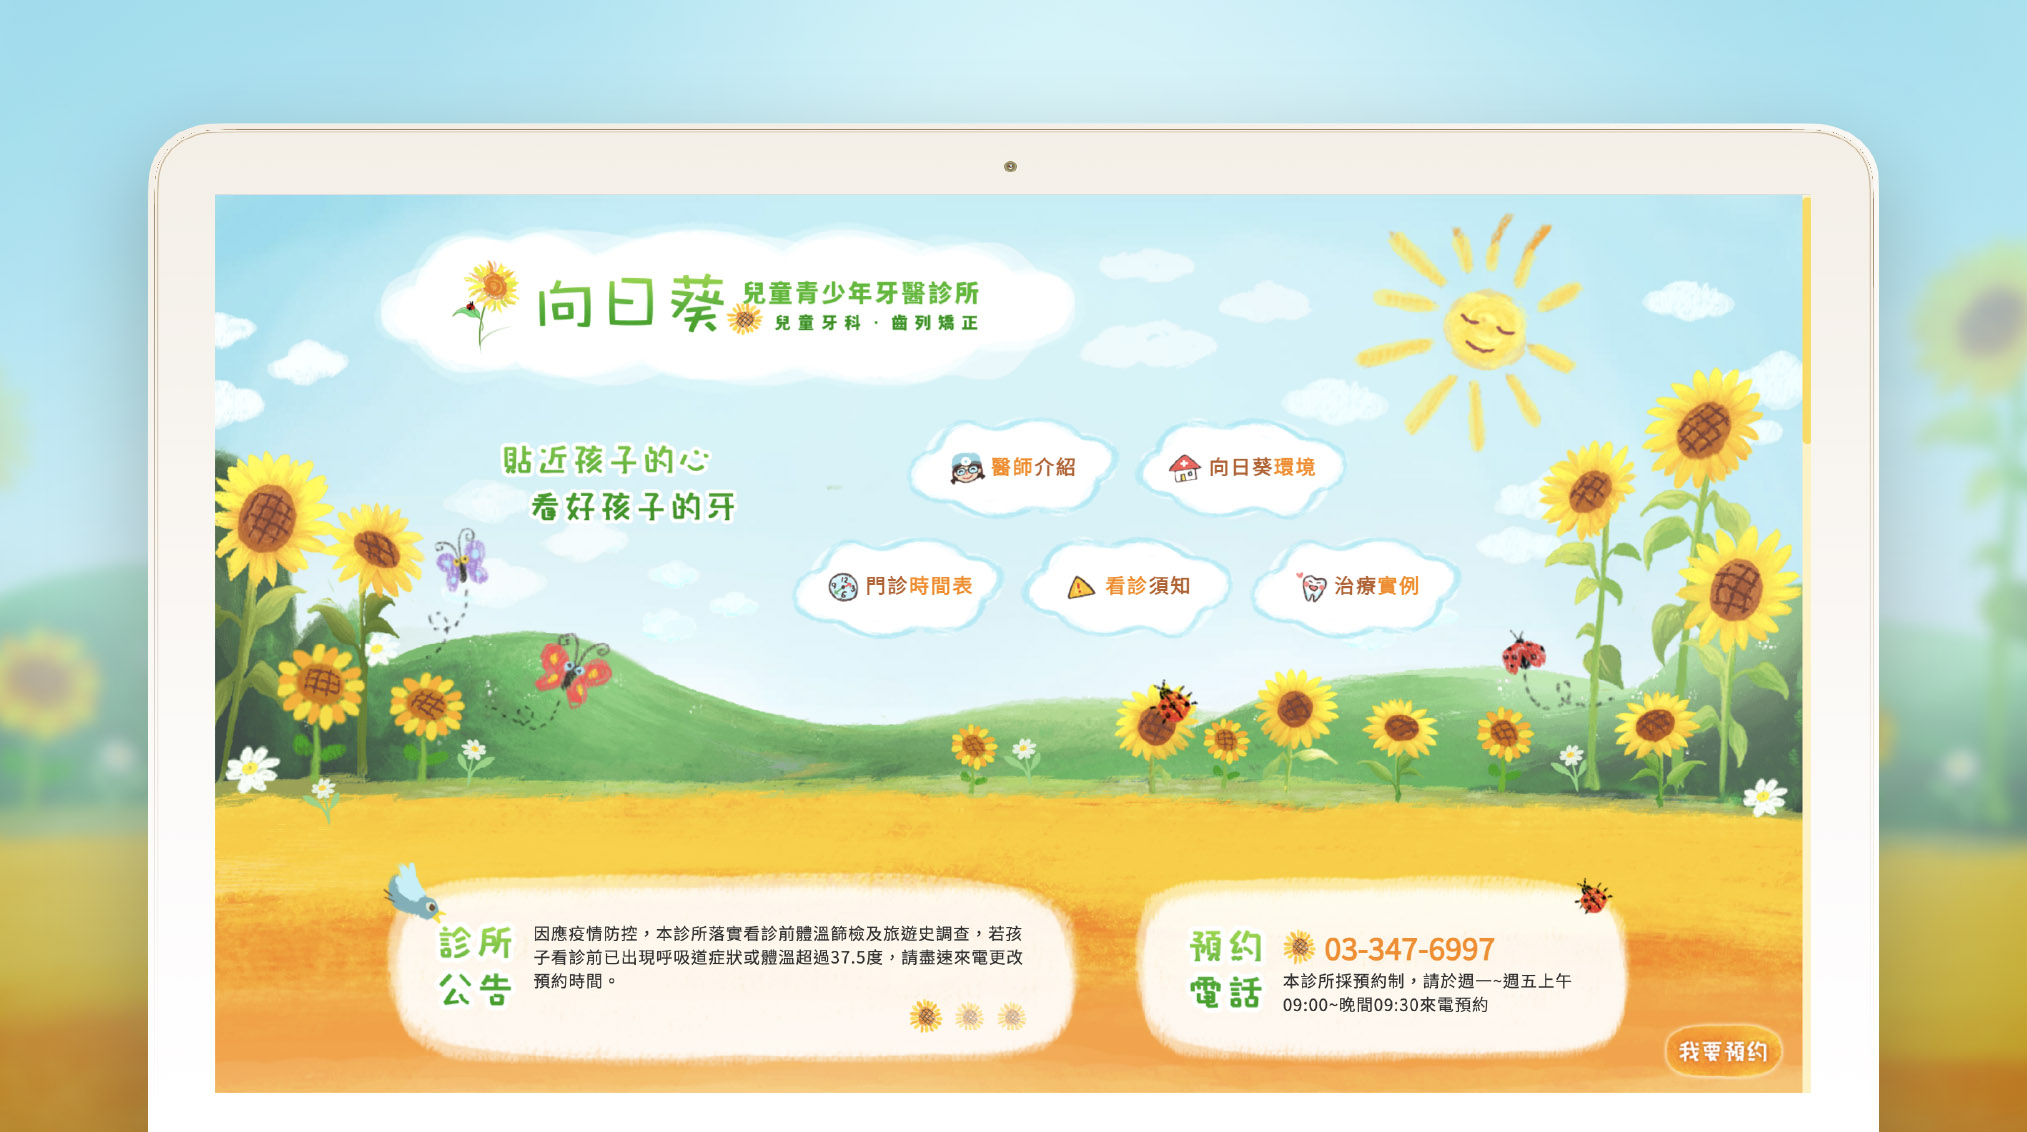 向日葵
兒童青少年牙醫診所
兒童牙科·齒列矯正
貼近孩子的心
看好孩子的牙
醫師介紹
向日葵環境
門診時間表
看診須知
治療實例
診所
公告
因應疫情防控，本診所落實看診前體溫篩檢及旅遊史調查，若孩
子看診前已出現呼吸道症狀或體溫超過37.5度，請盡速來電更改
預約時間。
預約
電話
03-347-6997
本診所採預約制，請於週一~週五上午
09:00~晚間09:30來電預約
我要預約